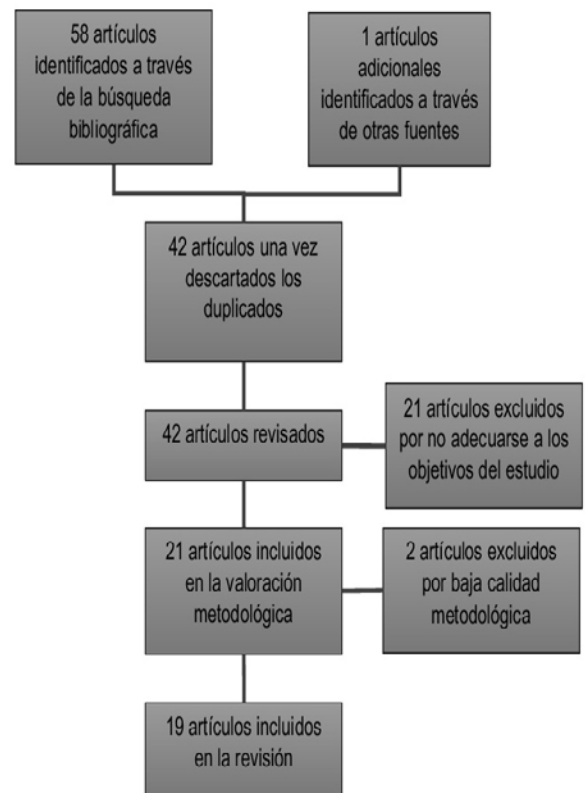 58 artículos
identificados a través
de la búsqueda
bibliográfica
1 artículos
adicionales
identificados a través
de otras fuentes
42 artículos una vez
descartados los
duplicados
42 artículos revisados
21 artículos excluidos
por no adecuarse a los
objetivos del estudio
21 artículos incluidos
en la valoración
metodológica
2 artículos excluidos
por baja calidad
metodológica
19 artículos incluidos
en la revisión